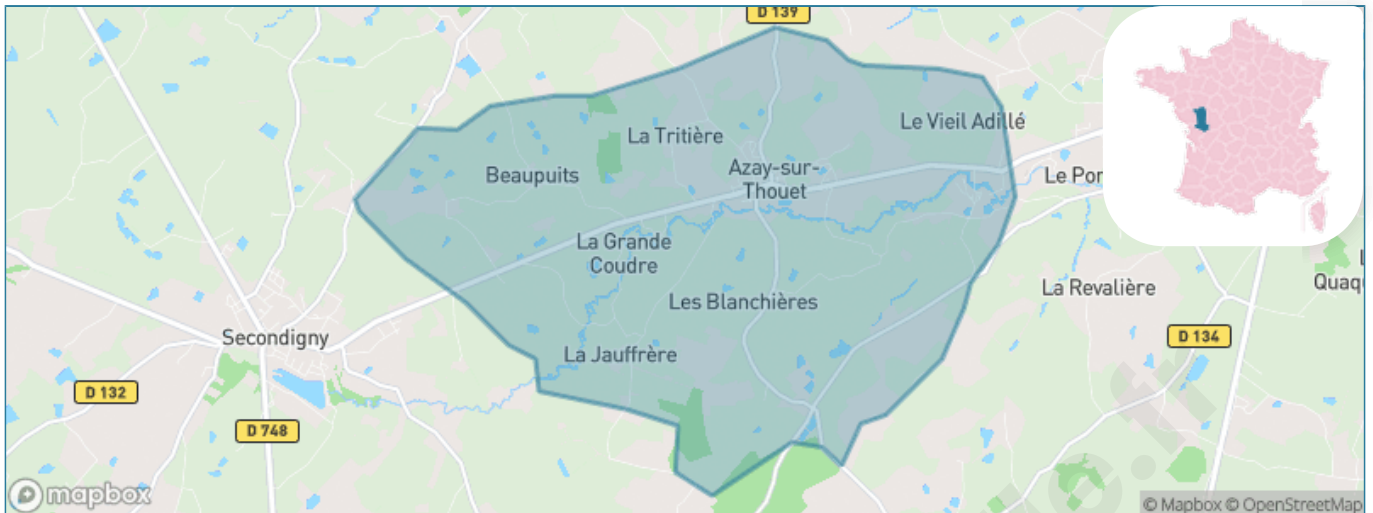 D 139
Le Vieil Adillé
La Tritière
Azay-sur-
Thouet
Beaupuits
Le Por
La Grande
Coudre
La Revalière
Quaq
Les Blanchières
Secondigny
La Jauffrère
D 134
D 132
D 748
mapbox
© Mapbox © OpenStreetMap